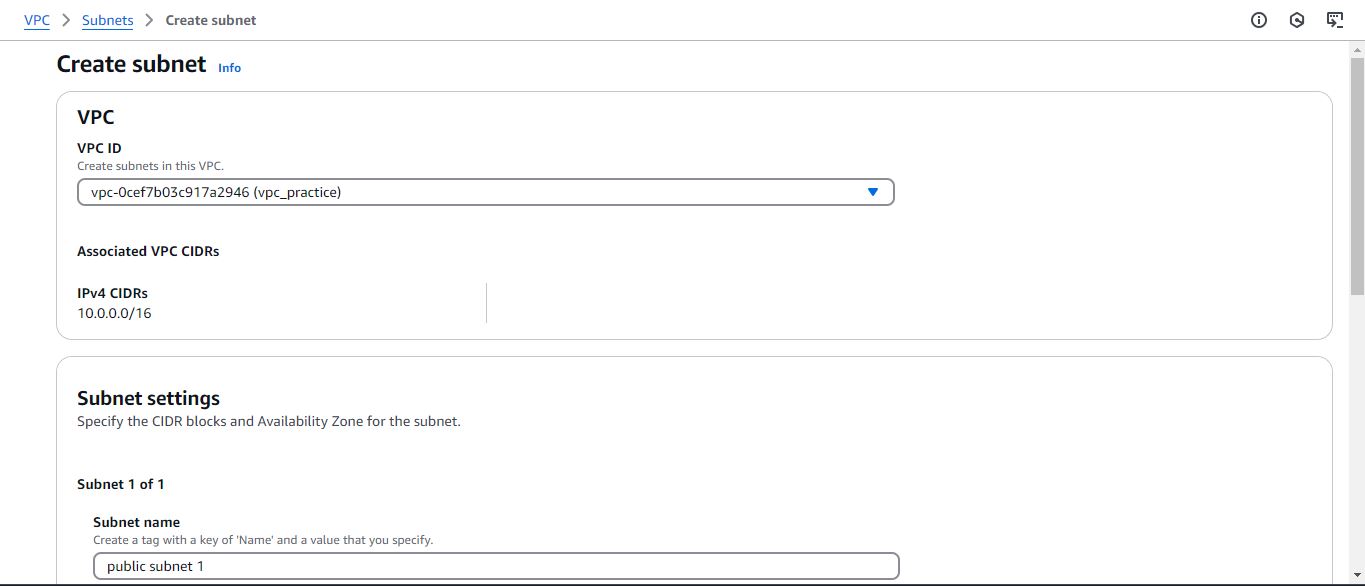 VPC > Subnets > Create subnet
Create subnet Info
VPC
VPC ID
Create subnets in this VPC.
vpc-0cef7b03c917a2946 (vpc_practice)
Associated VPC CIDRs
IPv4 CIDRs
10.0.0.0/16
Subnet settings
Specify the CIDR blocks and Availability Zone for the subnet.
Subnet 1 of 1
Subnet name
Create a tag with a key of 'Name' and a value that you specify.
public subnet 1